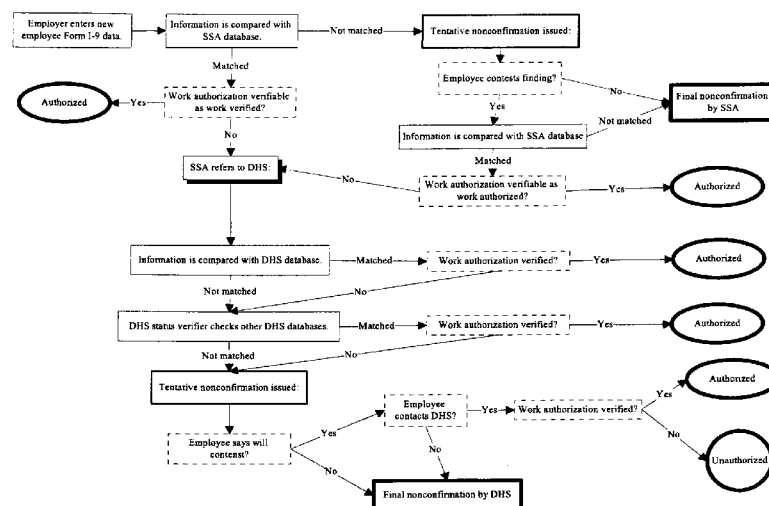 Employer enters new
employee Form I-9 data.
Information is compared with
SSA database.
Not matched
Tentative nonconfirmation issued:
Matched
Employee contests finding?
No
Final nonconfirmation
by SSA
Authorized
Yes
Work authorization verifiable
as work verified?
Yes
Not matched
Information is compared with SSA database
No
Matched
SSA refers to DHS:
No
Work authorization verifiable as
work authorized?
Yes
Authorized
Information is compared with DHS database.
Matched
Work authorization verified?
Yes
Authorized
Not matched
No
DHS status verifier checks other DHS databases.
Matched
Work authorization verified?
Yes
Authorized
Not matched
No
Tentative nonconfirmation issued:
Employee
contacts DHS?
Yes
Work authorization verified?
Yes
Authorized
Employee says will
contenst?
Yes
No
No
No
Unauthorized
Final nonconfirmation by DHS